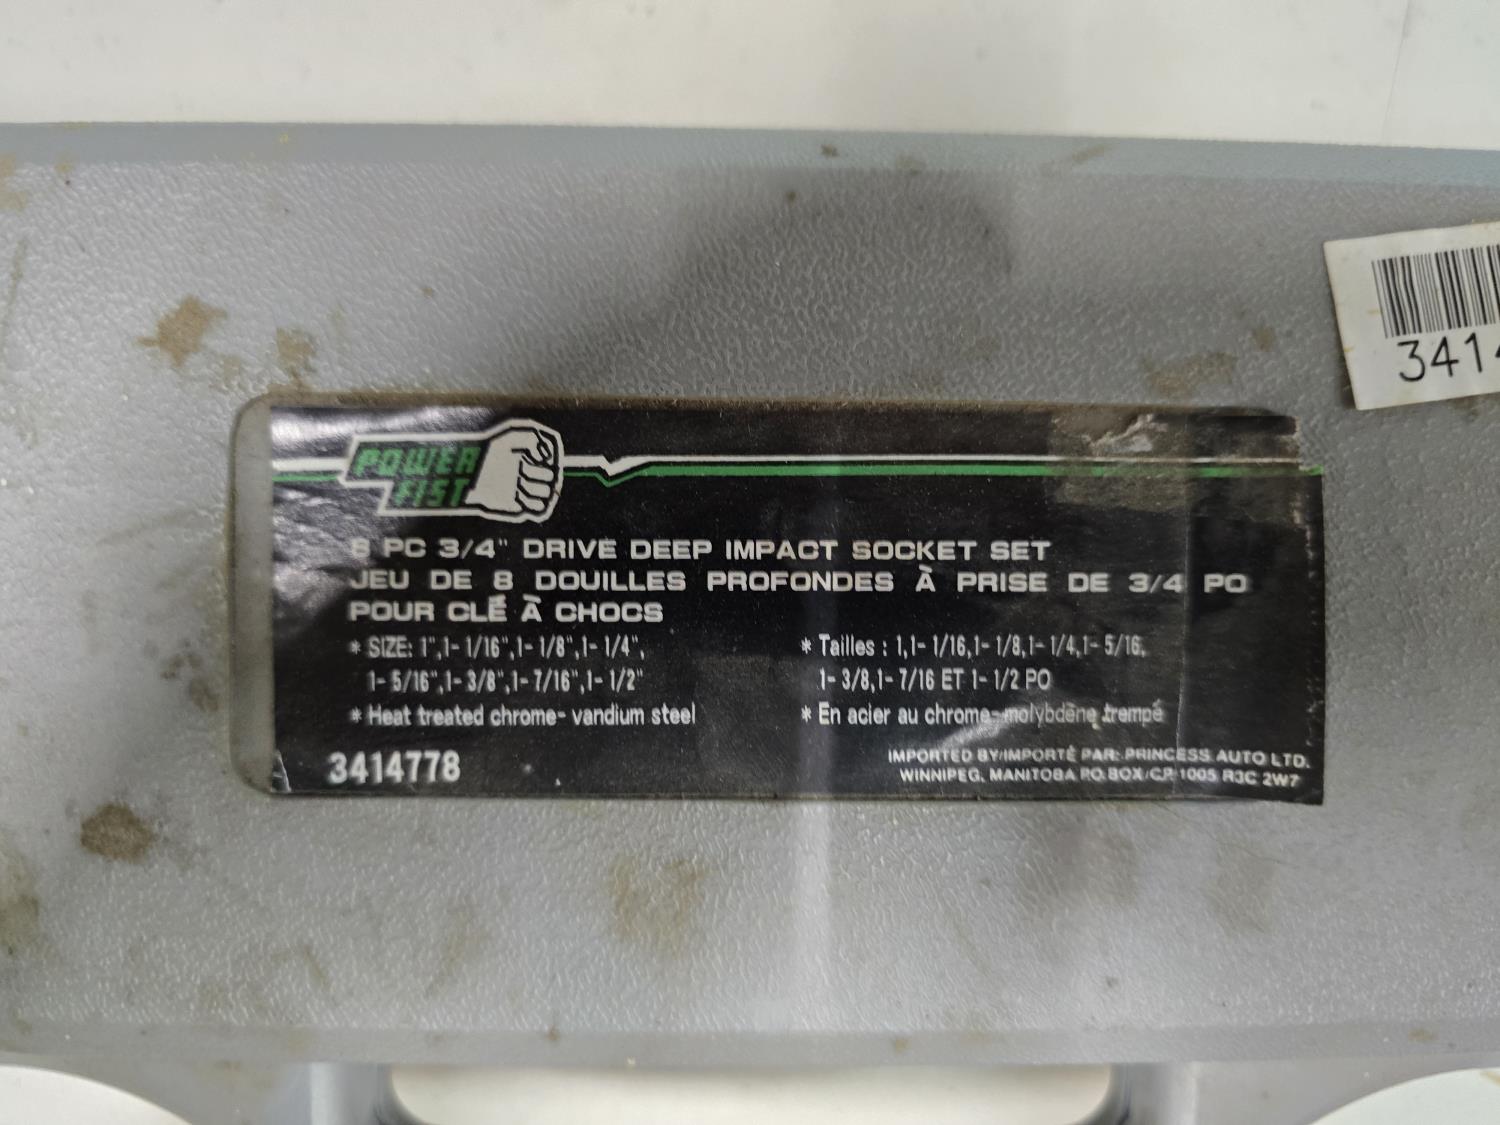 POWER
FIST
8 PC 3/4" DRIVE DEEP IMPACT SOCKET SET
JEU DE 8 DOUILLES PROFONDES À PRISE DE 3/4 PO
POUR CLÉ À CHOCS
* SIZE: 1",1- 1/16",1- 1/8",1- 1/4",
1- 5/16",1- 3/8",1- 7/16",1- 1/2"
* Heat treated chrome- vandium steel
* Tailles : 1,1- 1/16,1- 1/8,1- 1/4,1- 5/16,
1- 3/8,1- 7/16 ET 1- 1/2 PO
* En acier au chrome-molybdène trempé
3414778
IMPORTED BY/IMPORTÉ PAR: PRINCESS AUTO LTD.
WINNIPEG, MANITOBA P.O. BOX/C.P. 1005 R3C 2W7
3414